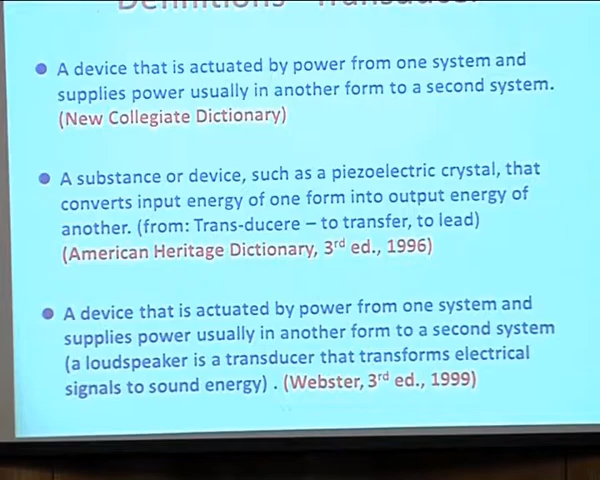 Definitions Transducer
A device that is actuated by power from one system and
supplies power usually in another form to a second system.
(New Collegiate Dictionary)
A substance or device, such as a piezoelectric crystal, that
converts input energy of one form into output energy of
another. (from: Trans-ducere – to transfer, to lead)
(American Heritage Dictionary, 3rd ed., 1996)
A device that is actuated by power from one system and
supplies power usually in another form to a second system
(a loudspeaker is a transducer that transforms electrical
signals to sound energy) . (Webster, 3rd ed., 1999)